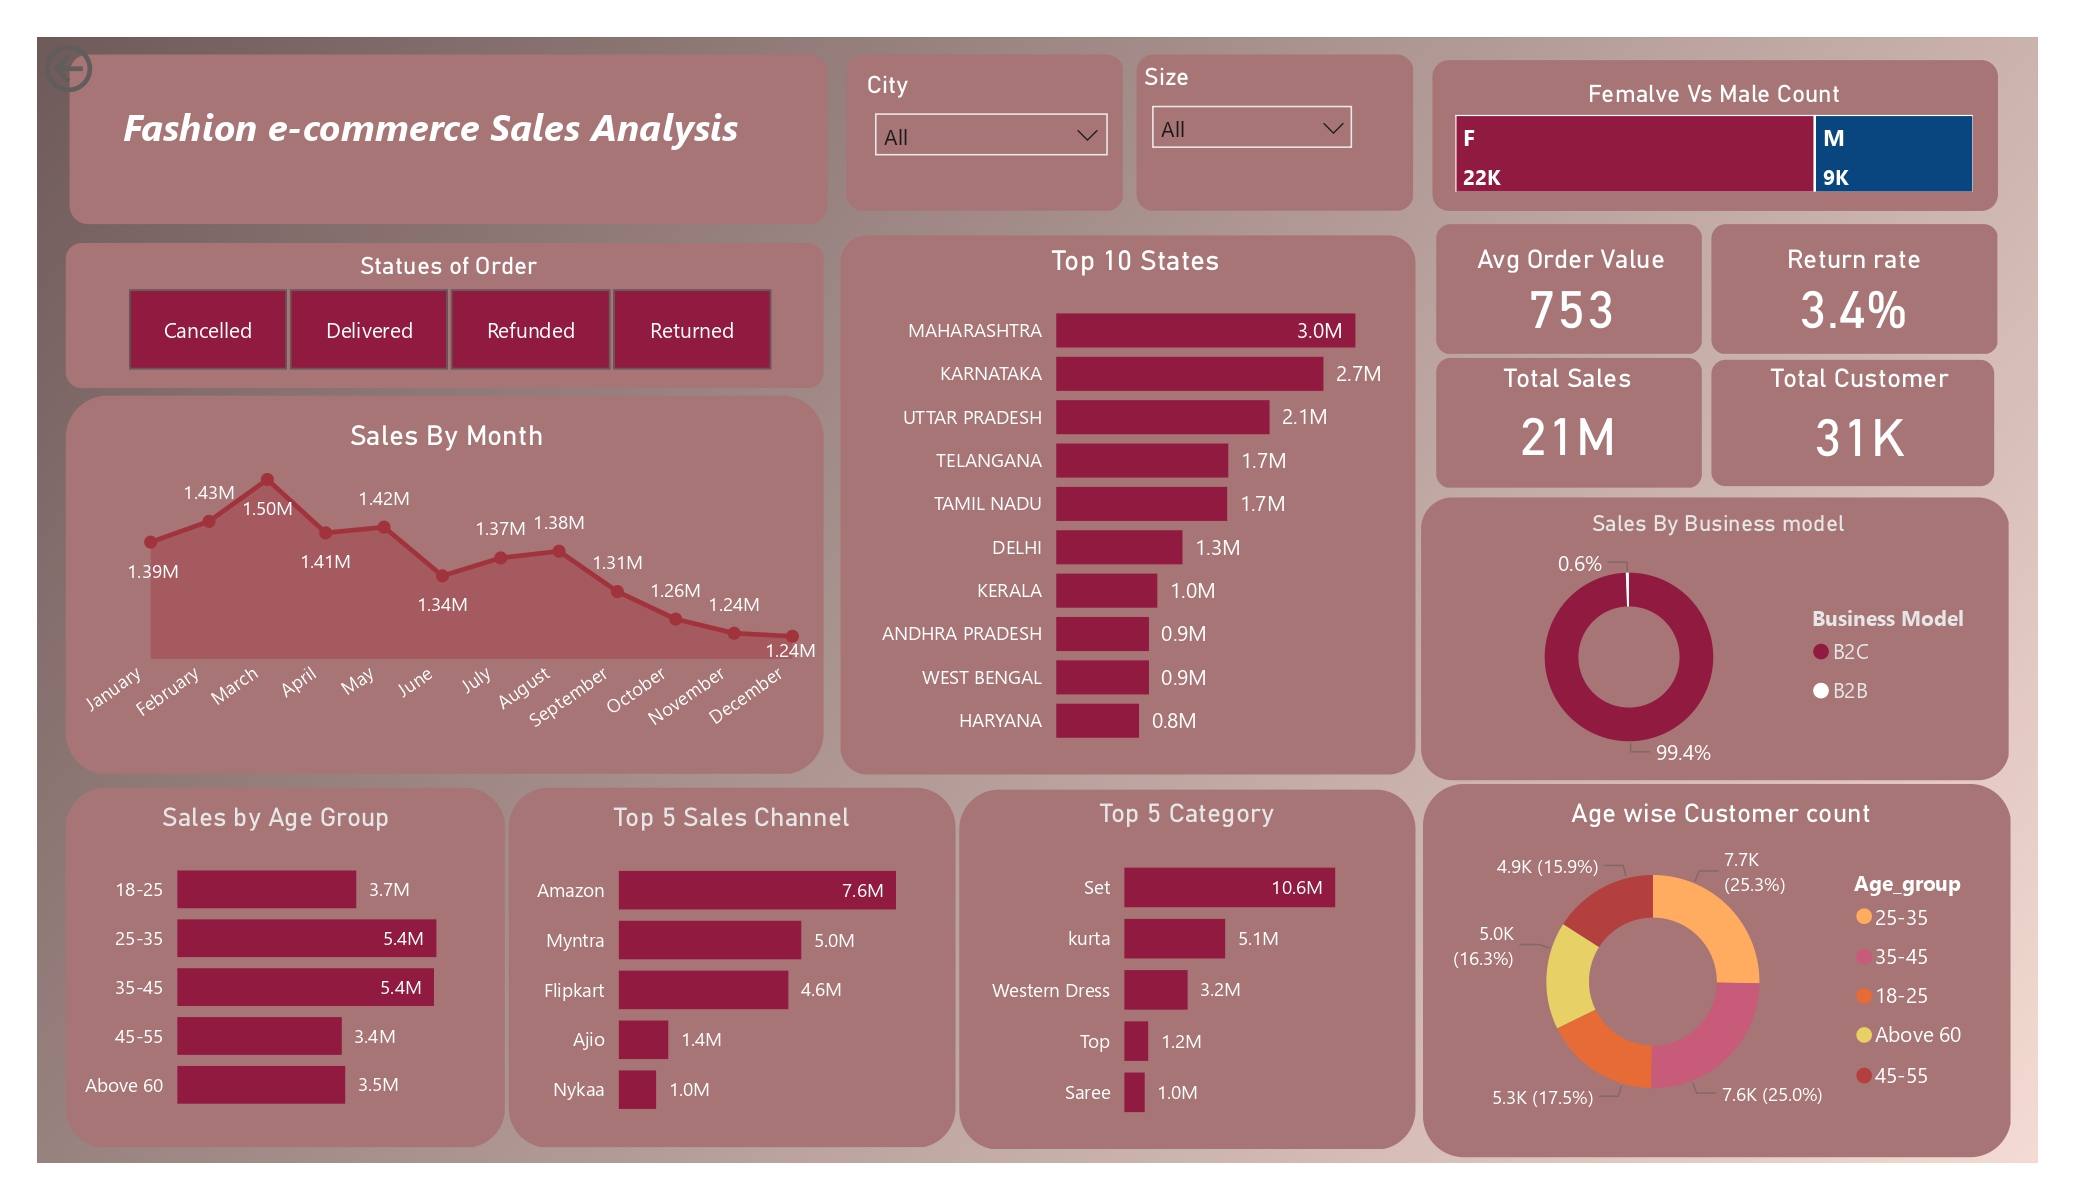 Fashion e-commerce Sales Analysis
City
All
Size
All
Femalve Vs Male Count
F
22K
M
9K
Statues of Order
Cancelled
Delivered
Refunded
Returned
Avg Order Value
753
Return rate
3.4%
Total Sales
21M
Total Customer
31K
Sales By Month
1.39M
1.43M
1.50M
1.41M
1.42M
1.34M
1.37M
1.38M
1.31M
1.26M
1.24M
1.24M
January
February
March
April
May
June
July
August
September
October
November
December
Top 10 States
MAHARASHTRA 3.0M
KARNATAKA 2.7M
UTTAR PRADESH 2.1M
TELANGANA 1.7M
TAMIL NADU 1.7M
DELHI 1.3M
KERALA 1.0M
ANDHRA PRADESH 0.9M
WEST BENGAL 0.9M
HARYANA 0.8M
Sales By Business model
0.6%
99.4%
Business Model
B2C
B2B
Sales by Age Group
18-25 3.7M
25-35 5.4M
35-45 5.4M
45-55 3.4M
Above 60 3.5M
Top 5 Sales Channel
Amazon 7.6M
Myntra 5.0M
Flipkart 4.6M
Ajio 1.4M
Nykaa 1.0M
Top 5 Category
Set 10.6M
kurta 5.1M
Western Dress 3.2M
Top 1.2M
Saree 1.0M
Age wise Customer count
4.9K (15.9%)
7.7K
(25.3%)
5.0K
(16.3%)
5.3K (17.5%)
7.6K (25.0%)
Age_group
25-35
35-45
18-25
Above 60
45-55